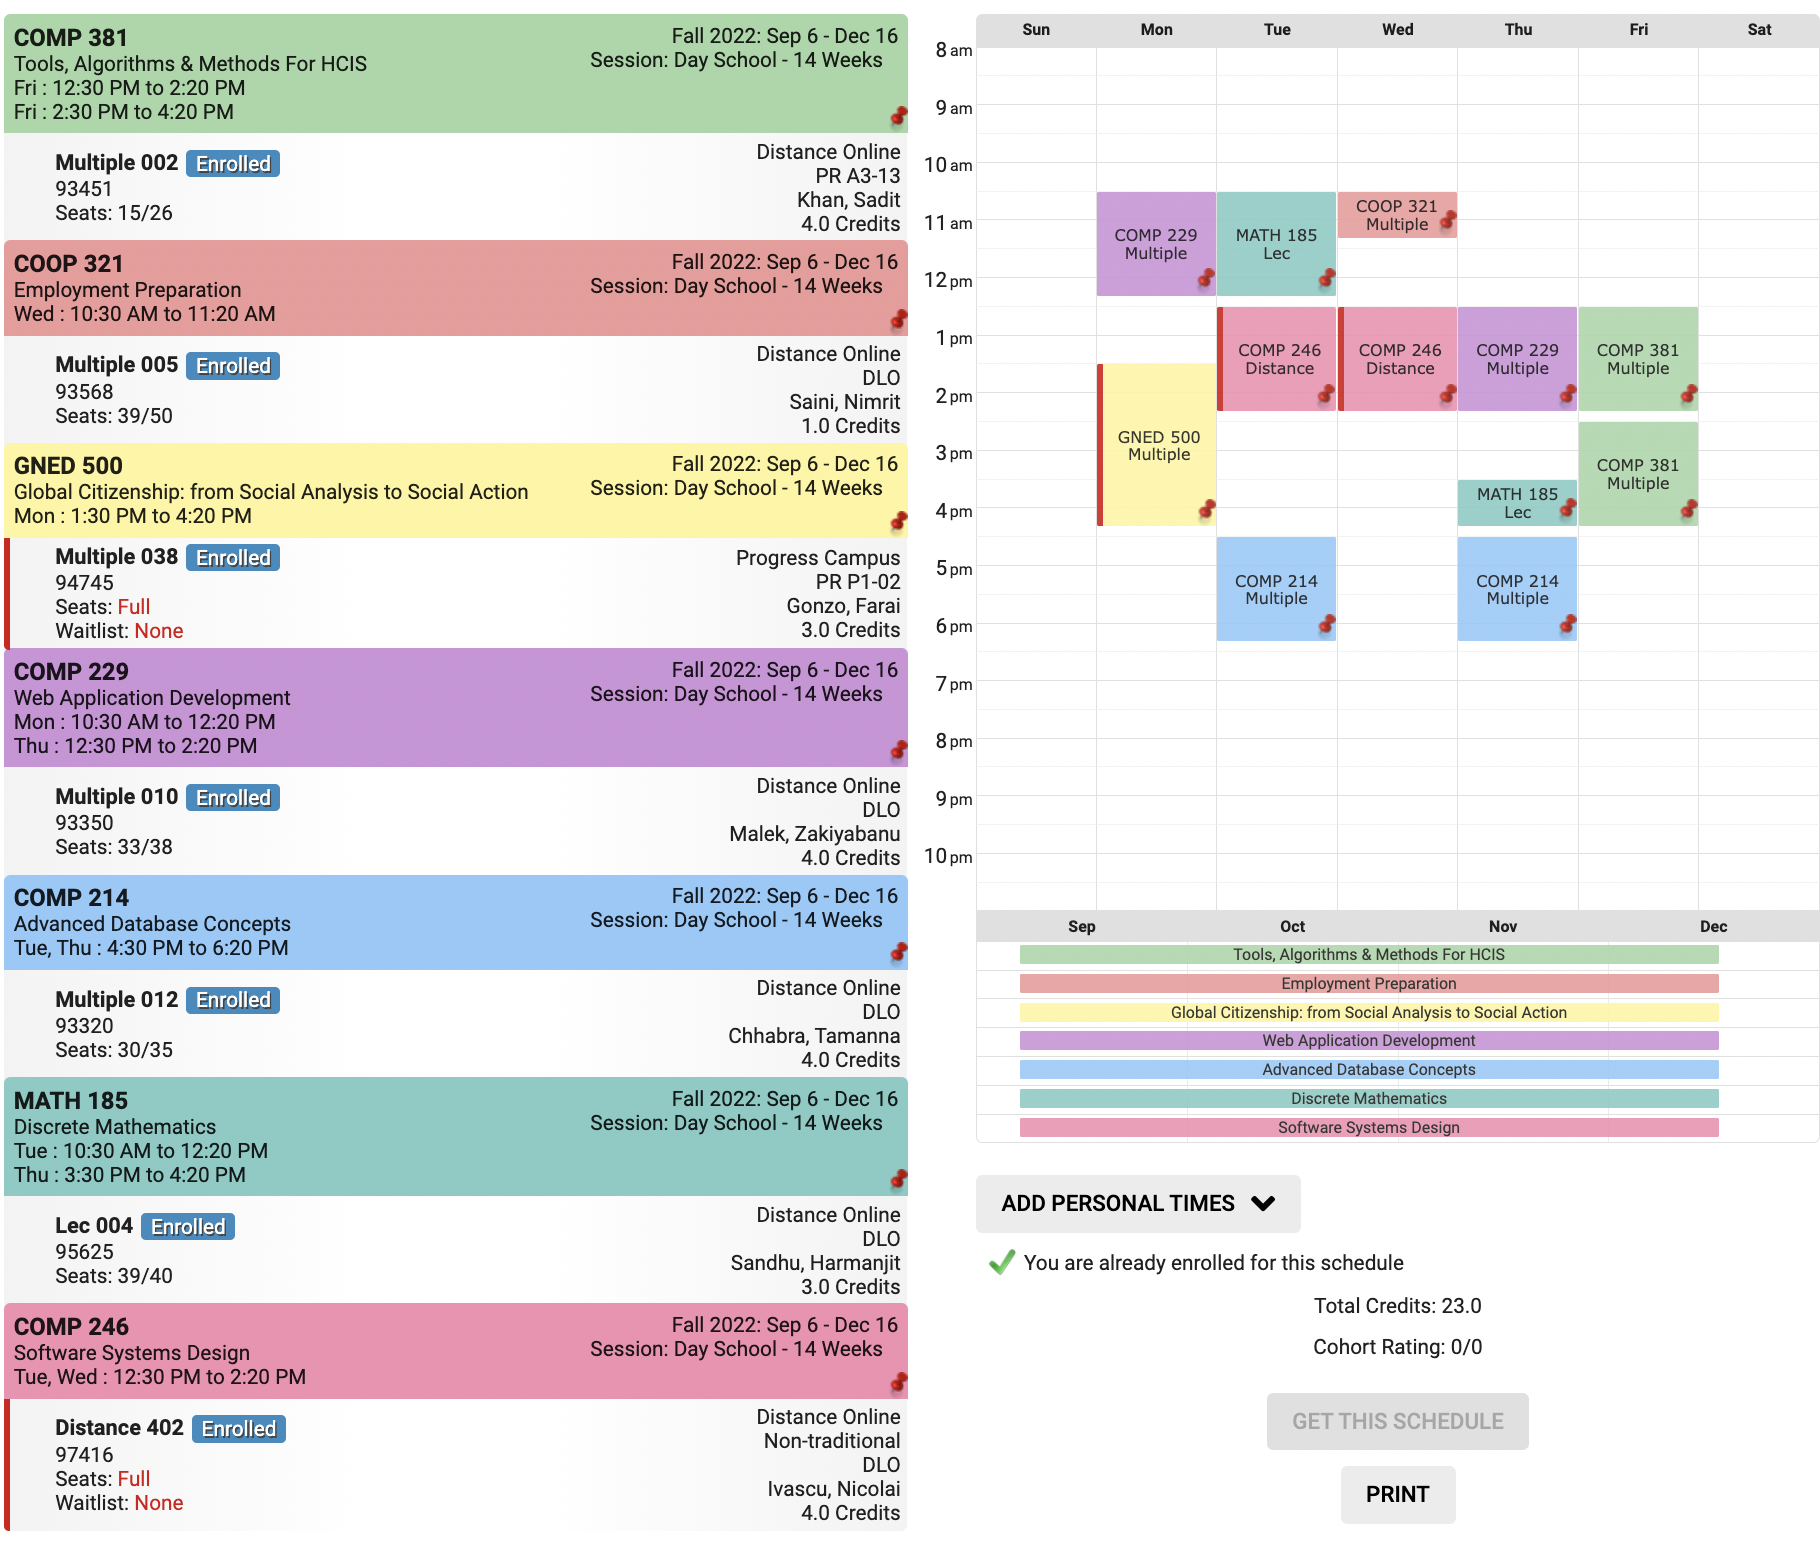 COMP 381
Fall 2022: Sep 6 - Dec 16
Tools, Algorithms & Methods For HCIS
Session: Day School - 14 Weeks
Fri : 12:30 PM to 2:20 PM
Fri : 2:30 PM to 4:20 PM
Multiple 002 Enrolled
93451
Seats: 15/26
Distance Online
PR A3-13
Khan, Sadit
4.0 Credits
COOP 321
Fall 2022: Sep 6 - Dec 16
Employment Preparation
Session: Day School - 14 Weeks
Wed : 10:30 AM to 11:20 AM
Multiple 005 Enrolled
93568
Seats: 39/50
Distance Online
DLO
Saini, Nimrit
1.0 Credits
GNED 500
Fall 2022: Sep 6 - Dec 16
Global Citizenship: from Social Analysis to Social Action
Session: Day School - 14 Weeks
Mon : 1:30 PM to 4:20 PM
Multiple 038 Enrolled
94745
Seats: Full
Waitlist: None
Progress Campus
PR P1-02
Gonzo, Farai
3.0 Credits
COMP 229
Fall 2022: Sep 6 - Dec 16
Web Application Development
Session: Day School - 14 Weeks
Mon : 10:30 AM to 12:20 PM
Thu : 12:30 PM to 2:20 PM
Multiple 010 Enrolled
93350
Seats: 33/38
Distance Online
DLO
Malek, Zakiyabanu
4.0 Credits
COMP 214
Fall 2022: Sep 6 - Dec 16
Advanced Database Concepts
Session: Day School - 14 Weeks
Tue, Thu : 4:30 PM to 6:20 PM
Multiple 012 Enrolled
93320
Seats: 30/35
Distance Online
DLO
Chhabra, Tamanna
4.0 Credits
MATH 185
Fall 2022: Sep 6 - Dec 16
Discrete Mathematics
Session: Day School - 14 Weeks
Tue : 10:30 AM to 12:20 PM
Thu : 3:30 PM to 4:20 PM
Lec 004 Enrolled
95625
Seats: 39/40
Distance Online
DLO
Sandhu, Harmanjit
3.0 Credits
COMP 246
Fall 2022: Sep 6 - Dec 16
Software Systems Design
Session: Day School - 14 Weeks
Tue, Wed : 12:30 PM to 2:20 PM
Distance 402 Enrolled
97416
Seats: Full
Waitlist: None
Distance Online
Non-traditional
DLO
Ivascu, Nicolai
4.0 Credits
Sun Mon Tue Wed Thu Fri Sat
8 am
9 am
10 am
11 am
12 pm
1 pm
2 pm
3 pm
4 pm
5 pm
6 pm
7 pm
8 pm
9 pm
10 pm
COMP 229
Multiple
MATH 185
Lec
COOP 321
Multiple
COMP 246
Distance
COMP 246
Distance
COMP 229
Multiple
COMP 381
Multiple
GNED 500
Multiple
COMP 381
Multiple
MATH 185
Lec
COMP 214
Multiple
COMP 214
Multiple
Sep Oct Nov Dec
Tools, Algorithms & Methods For HCIS
Employment Preparation
Global Citizenship: from Social Analysis to Social Action
Web Application Development
Advanced Database Concepts
Discrete Mathematics
Software Systems Design
ADD PERSONAL TIMES
You are already enrolled for this schedule
Total Credits: 23.0
Cohort Rating: 0/0
GET THIS SCHEDULE
PRINT